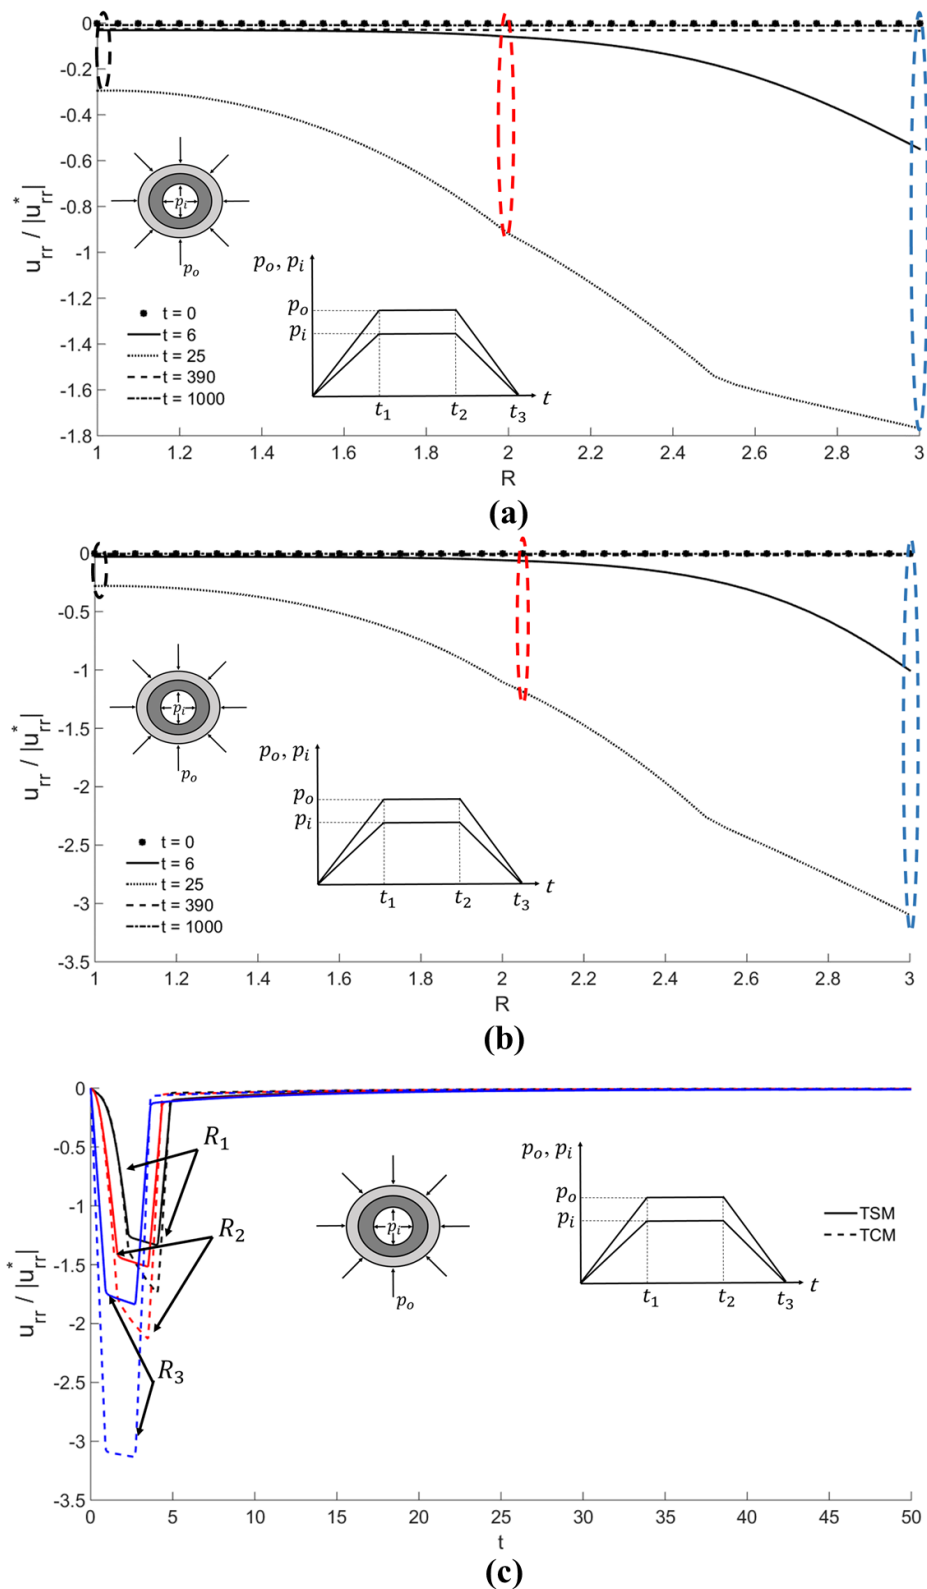 0
-0.2
-0.4
-0.6
-0.8
-1
-1.2
-1.4
-1.6
-1.8
u_rr / |u*_rr|
p_i
p_o
t = 0
t = 6
t = 25
t = 390
t = 1000
p_o, p_i
p_o
p_i
t_1 t_2 t_3 t
1 1.2 1.4 1.6 1.8 2 2.2 2.4 2.6 2.8 3
R
(a)
0
-0.5
-1
-1.5
-2
-2.5
-3
-3.5
u_rr / |u*_rr|
p_i
p_o
t = 0
t = 6
t = 25
t = 390
t = 1000
p_o, p_i
p_o
p_i
t_1 t_2 t_3 t
1 1.2 1.4 1.6 1.8 2 2.2 2.4 2.6 2.8 3
R
(b)
0
-0.5
-1
-1.5
-2
-2.5
-3
-3.5
u_rr / |u*_rr|
R_1
R_2
R_3
p_i
p_o
p_o, p_i
p_o
p_i
t_1 t_2 t_3 t
TSM
TCM
0 5 10 15 20 25 30 35 40 45 50
t
(c)